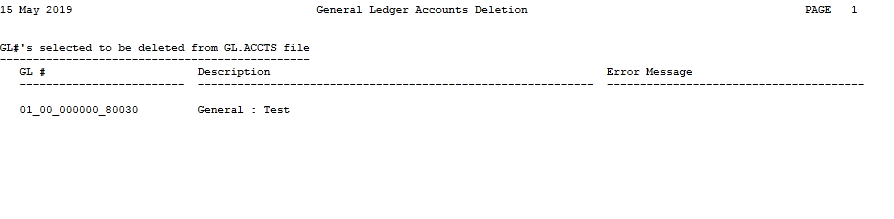 15 May 2019 General Ledger Accounts Deletion PAGE 1
GL#'s selected to be deleted from GL.ACCTS file
-----------------------------------------------
GL # Description Error Message
------------------------- ------------------------------------------------------------ ---------------------------------------
01_00_000000_80030 General : Test